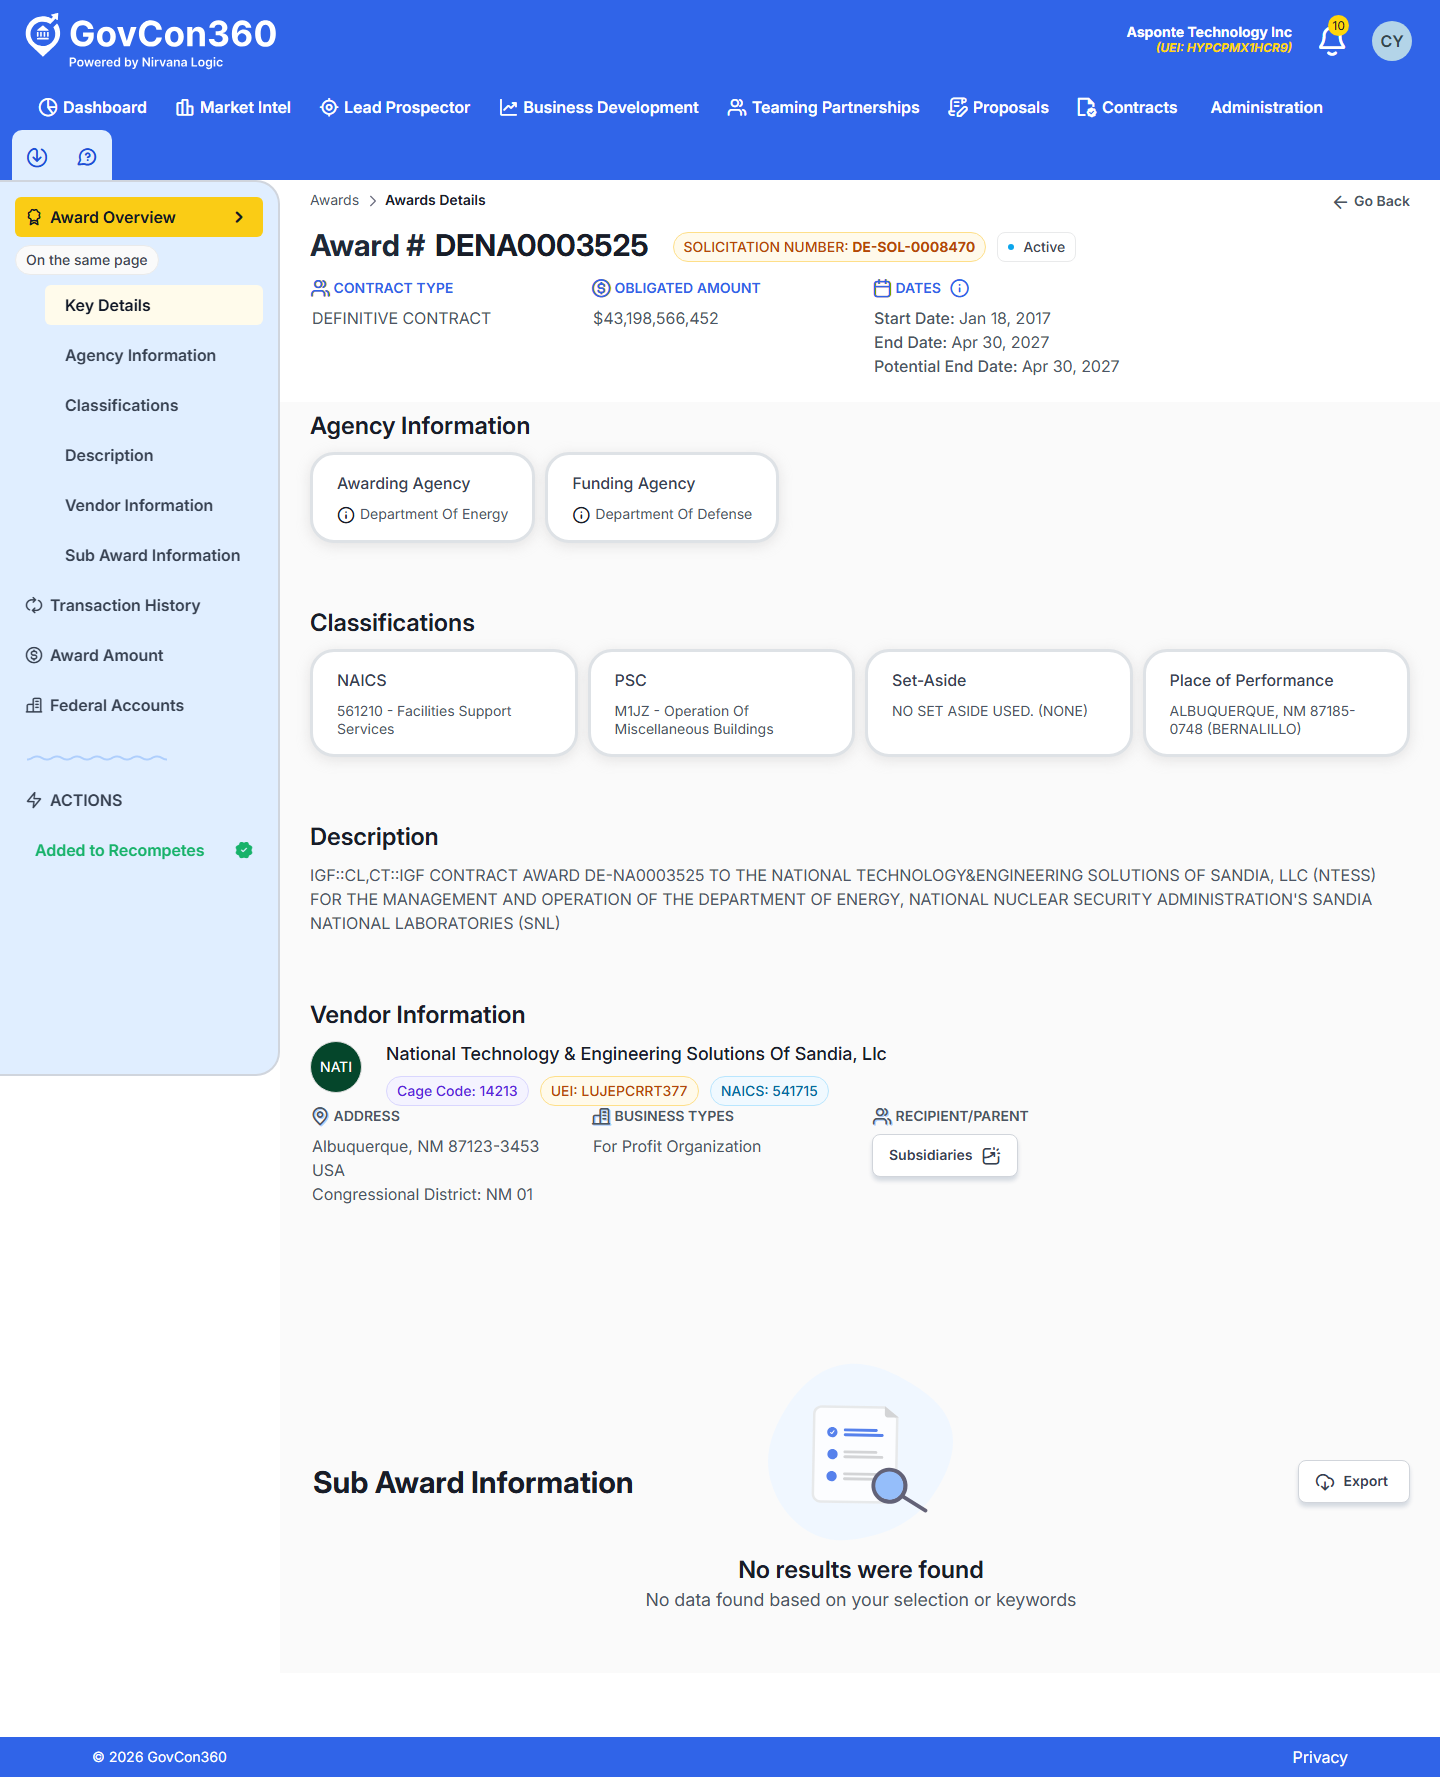 GovCon360
Powered by Nirvana Logic
Asponte Technology Inc
(UEI: HYPCPMX1HCR9)
10
CY
Dashboard
Market Intel
Lead Prospector
Business Development
Teaming Partnerships
Proposals
Contracts
Administration
Award Overview
On the same page
Key Details
Agency Information
Classifications
Description
Vendor Information
Sub Award Information
Transaction History
Award Amount
Federal Accounts
ACTIONS
Added to Recompetes
Awards > Awards Details
Go Back
Award # DENA0003525
SOLICITATION NUMBER: DE-SOL-0008470
Active
CONTRACT TYPE
DEFINITIVE CONTRACT
OBLIGATED AMOUNT
$43,198,566,452
DATES
Start Date: Jan 18, 2017
End Date: Apr 30, 2027
Potential End Date: Apr 30, 2027
Agency Information
Awarding Agency
Department Of Energy
Funding Agency
Department Of Defense
Classifications
NAICS
561210 - Facilities Support
Services
PSC
M1JZ - Operation Of
Miscellaneous Buildings
Set-Aside
NO SET ASIDE USED. (NONE)
Place of Performance
ALBUQUERQUE, NM 87185-
0748 (BERNALILLO)
Description
IGF::CL,CT::IGF CONTRACT AWARD DE-NA0003525 TO THE NATIONAL TECHNOLOGY&ENGINEERING SOLUTIONS OF SANDIA, LLC (NTESS)
FOR THE MANAGEMENT AND OPERATION OF THE DEPARTMENT OF ENERGY, NATIONAL NUCLEAR SECURITY ADMINISTRATION'S SANDIA
NATIONAL LABORATORIES (SNL)
Vendor Information
NATI
National Technology & Engineering Solutions Of Sandia, Llc
Cage Code: 14213
UEI: LUJEPCRRT377
NAICS: 541715
ADDRESS
Albuquerque, NM 87123-3453
USA
Congressional District: NM 01
BUSINESS TYPES
For Profit Organization
RECIPIENT/PARENT
Subsidiaries
Sub Award Information
Export
No results were found
No data found based on your selection or keywords
© 2026 GovCon360
Privacy